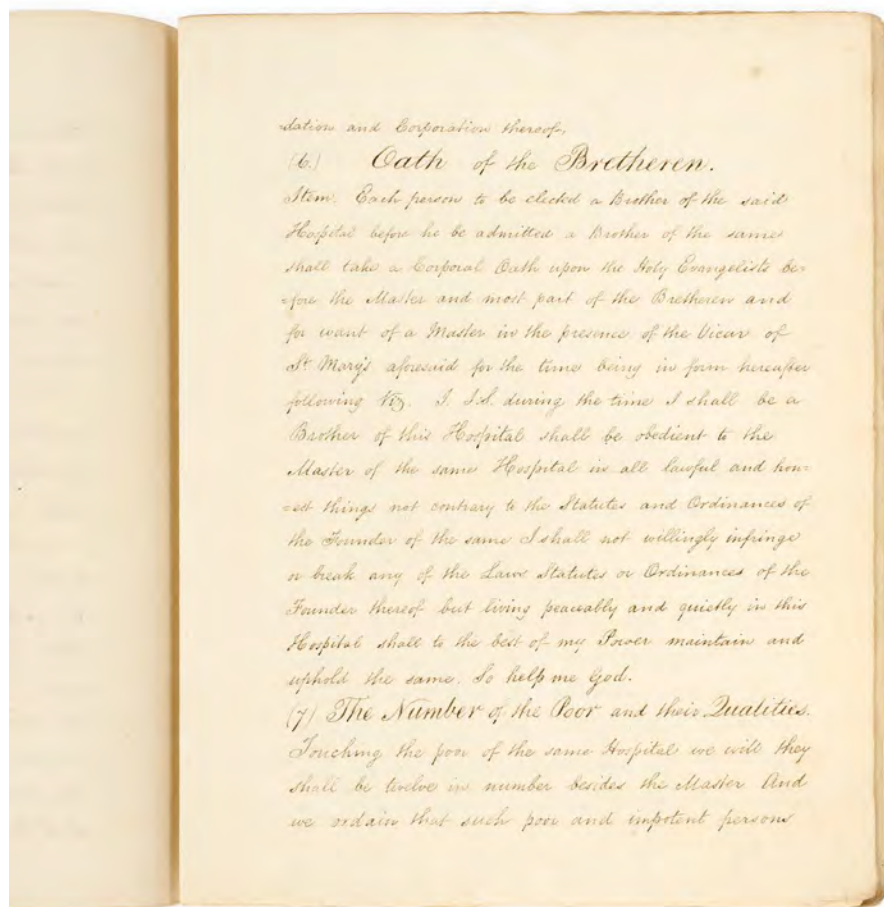 =dation and Corporation thereof.
(6.) Oath of the Bretheren.
Item. Each person to be elected a Brother of the said
Hospital before he be admitted a Brother of the same
shall take a Corporal Oath upon the Holy Evangelists be=
=fore the Master and most part of the Bretheren and
for want of a Master in the presence of the Vicar of
St. Mary's aforesaid for the time being in form hereafter
following Viz. I. I.S. during the time I shall be a
Brother of this Hospital shall be obedient to the
Master of the same Hospital in all lawful and hon=
=est things not contrary to the Statutes and Ordinances of
the Founder of the same I shall not willingly infringe
or break any of the Laws Statutes or Ordinances of the
Founder thereof but living peaceably and quietly in this
Hospital shall to the best of my Power maintain and
uphold the same. So help me God.
(7) The Number of the Poor and their Qualities.
Touching the poor of the same Hospital we will they
shall be twelve in number besides the Master And
we ordain that such poor and impotent persons